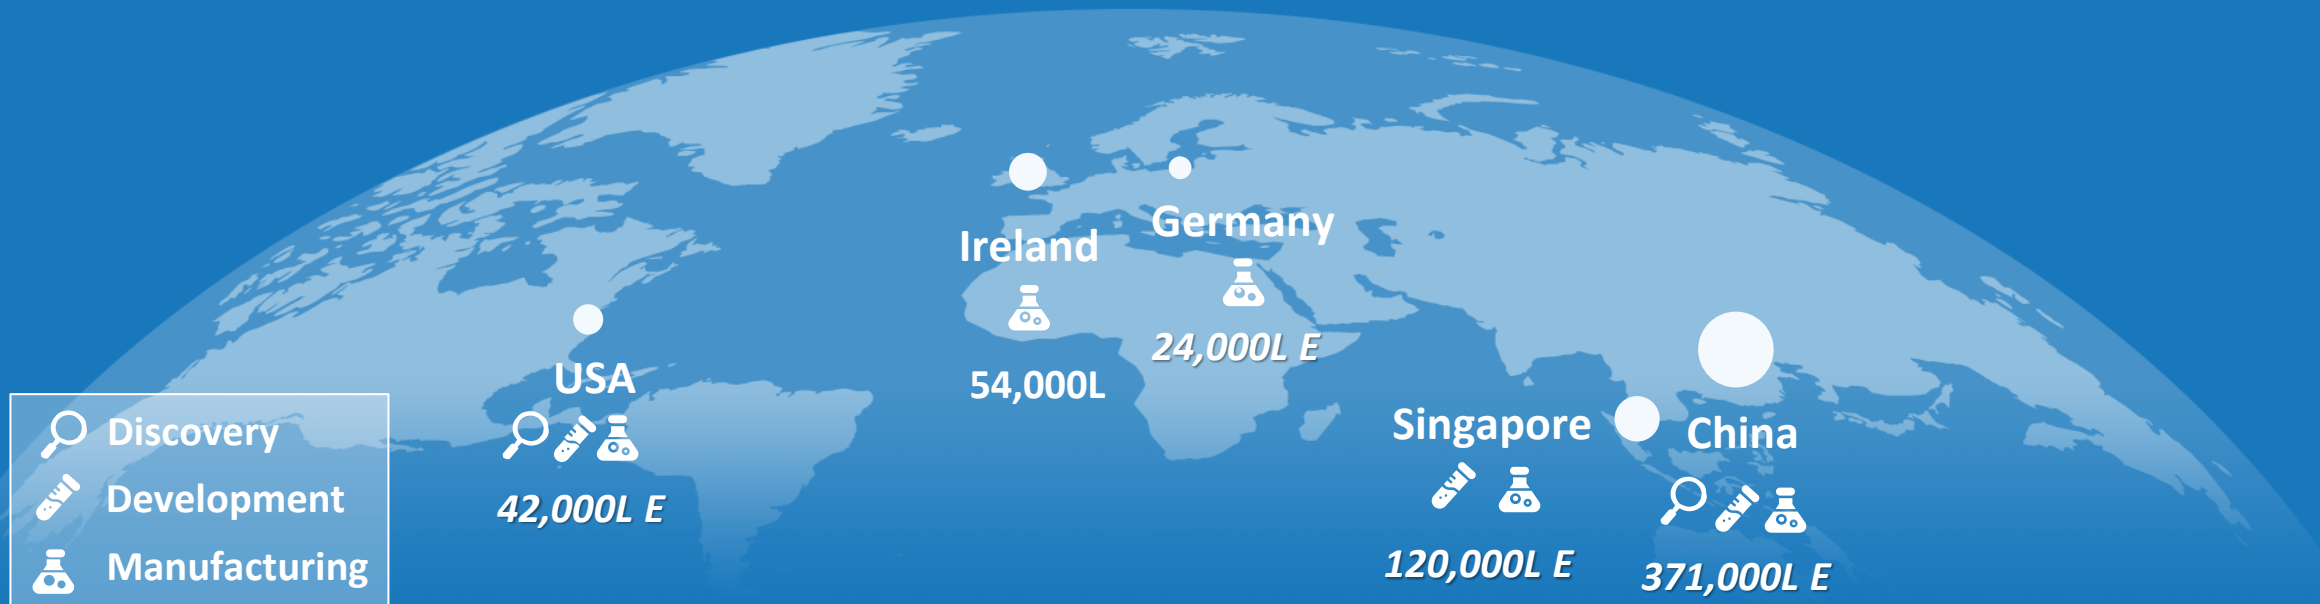 Discovery
Development
Manufacturing
USA
42,000L E
Ireland
54,000L
Germany
24,000L E
Singapore
120,000L E
China
371,000L E